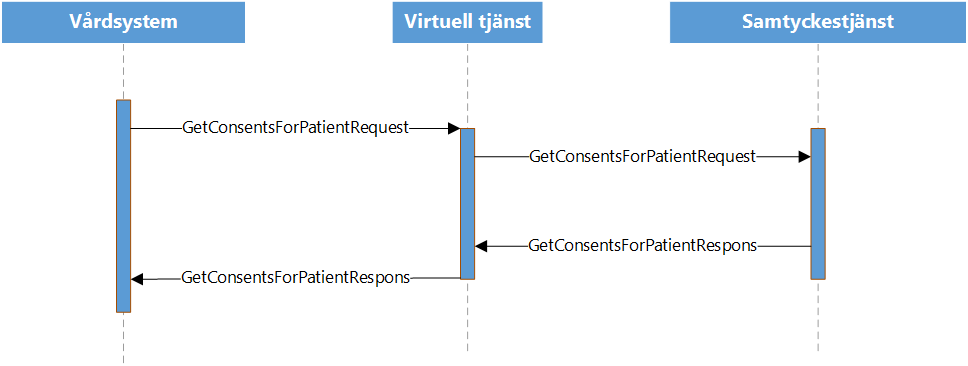 Vårdsystem
Virtuell tjänst
Samtyckestjänst
GetConsentsForPatientRequest
GetConsentsForPatientRequest
GetConsentsForPatientRespons
GetConsentsForPatientRespons